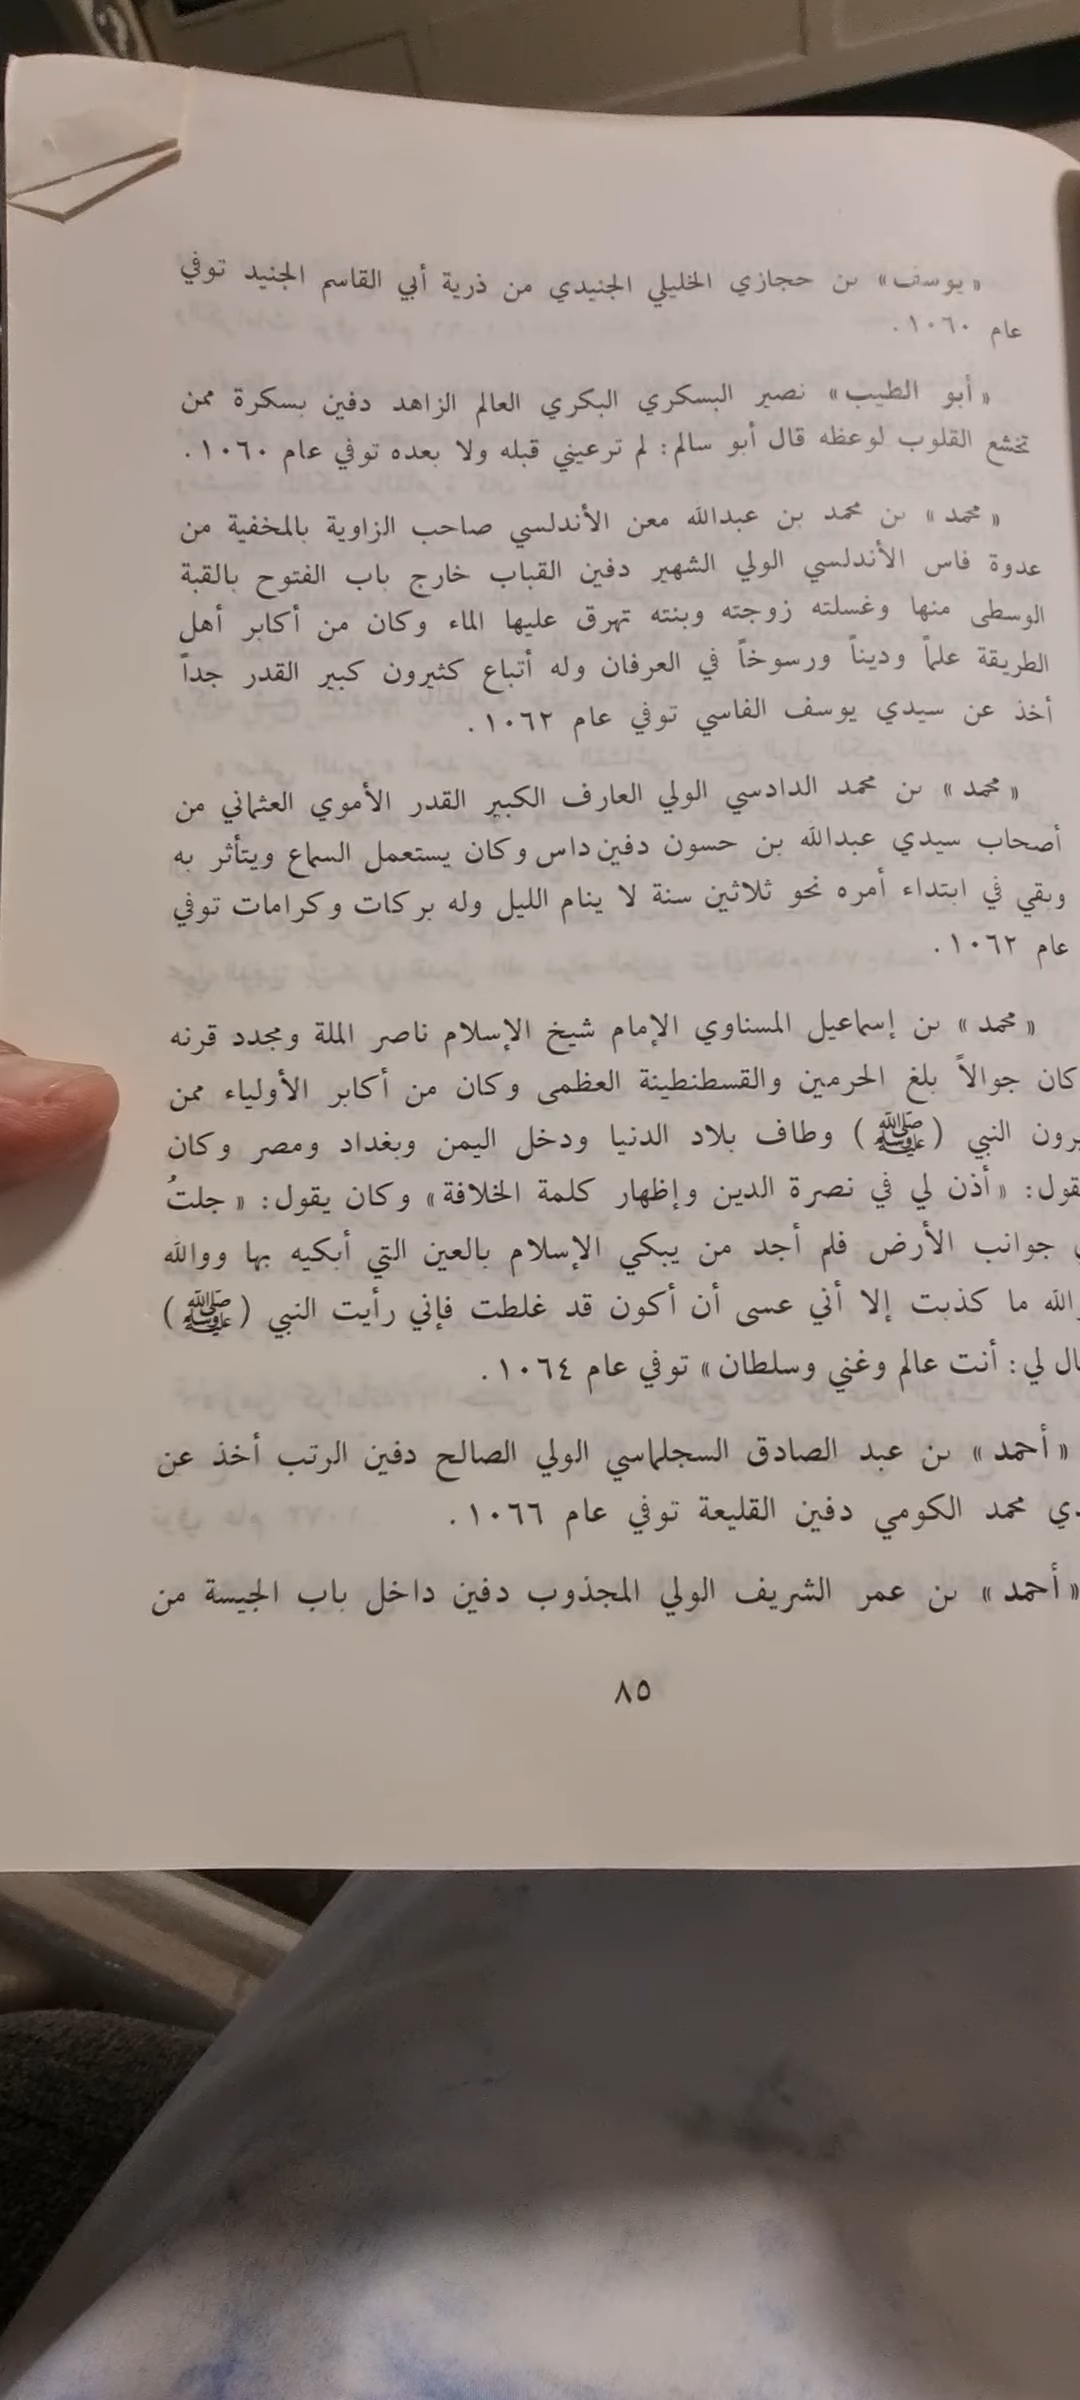 « يوسف » بن حجازي الخليلي الجنيدي من ذرية أبي القاسم الجنيد توفي
عام ١٠٦٠ .
« أبو الطيب » نصير البسكري البكري العالم الزاهد دفين بسكرة ممن
تخشع القلوب لوعظه قال أبو سالم: لم ترعيني قبله ولا بعده توفي عام ١٠٦٠ .
« محمد » بن محمد بن عبدالله معن الأندلسي صاحب الزاوية بالمخفية من
عدوة فاس الأندلسي الولي الشهير دفين القباب خارج باب الفتوح بالقبة
الوسطى منها وغسلته زوجته وبنته تهرق عليها الماء وكان من أكابر أهل
الطريقة علماً وديناً ورسوخاً في العرفان وله أتباع كثيرون كبير القدر جداً
أخذ عن سيدي يوسف الفاسي توفي عام ١٠٦٢ .
« محمد » بن محمد الدادسي الولي العارف الكبير القدر الأموي العثماني من
أصحاب سيدي عبدالله بن حسون دفين داس وكان يستعمل السماع ويتأثر به
وبقي في ابتداء أمره نحو ثلاثين سنة لا ينام الليل وله بركات وكرامات توفي
عام ١٠٦٢ .
« محمد » بن إسماعيل المسناوي الإمام شيخ الإسلام ناصر الملة ومجدد قرنه
كان جوالاً بلغ الحرمين والقسطنطينة العظمى وكان من أكابر الأولياء ممن
يرون النبي (ﷺ) وطاف بلاد الدنيا ودخل اليمن وبغداد ومصر وكان
يقول: « أذن لي في نصرة الدين وإظهار كلمة الخلافة » وكان يقول: « جلتُ
جوانب الأرض فلم أجد من يبكي الإسلام بالعين التي أبكيه بها ووالله
والله ما كذبت إلا أني عسى أن أكون قد غلطت فإني رأيت النبي (ﷺ)
ال لي: أنت عالم وغني وسلطان » توفي عام ١٠٦٤ .
« أحمد » بن عبد الصادق السجلماسي الولي الصالح دفين الرتب أخذ عن
دي محمد الكومي دفين القليعة توفي عام ١٠٦٦ .
« أحمد » بن عمر الشريف الولي المجذوب دفين داخل باب الجيسة من
٨٥